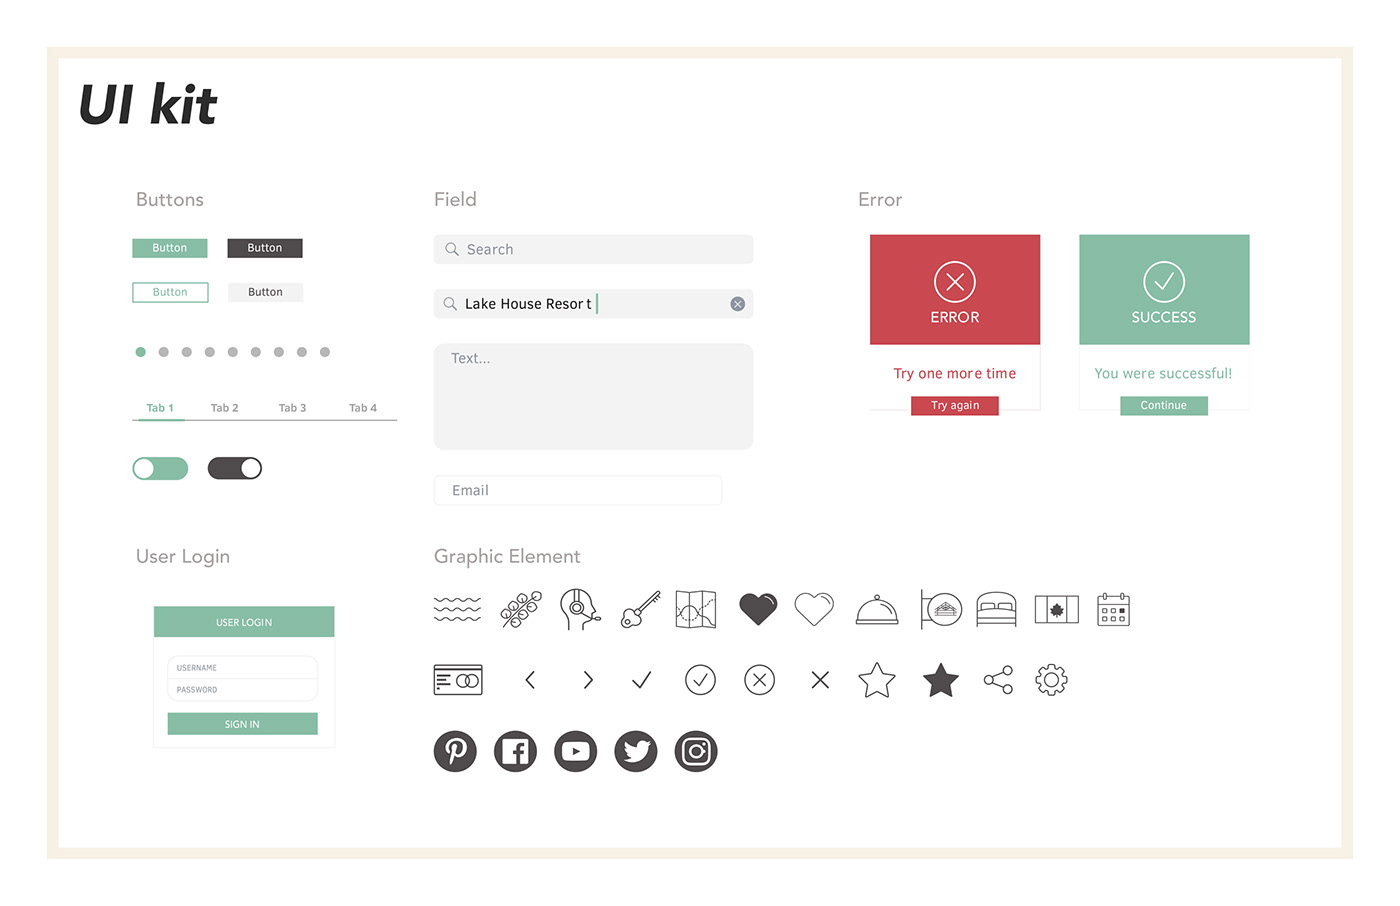 UI kit
Buttons
Button
Button
Button
Button
Tab 1 Tab 2 Tab 3 Tab 4
Field
Search
Lake House Resort
Text...
Email
Error
ERROR
Try one more time
Try again
SUCCESS
You were successful!
Continue
User Login
USER LOGIN
USERNAME
PASSWORD
SIGN IN
Graphic Element